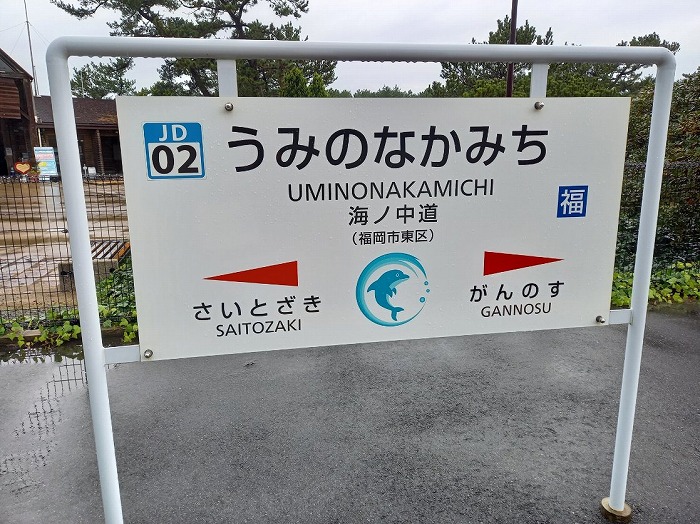 JD
02
うみのなかみち
UMINONAKAMICHI
海ノ中道
(福岡市東区)
福
さいとざき
SAITOZAKI
がんのす
GANNOSU